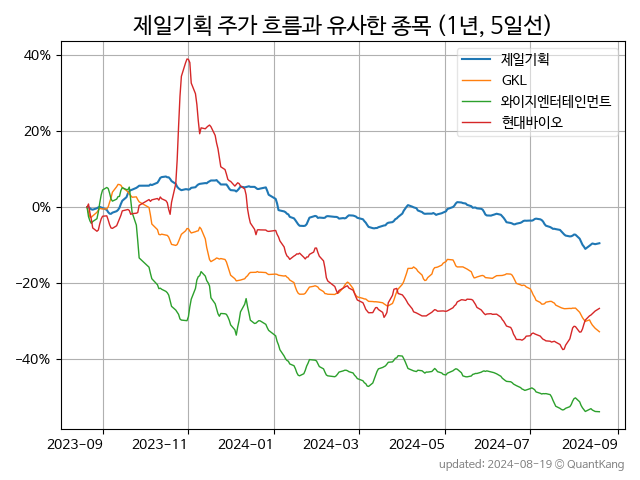 제일기획 주가 흐름과 유사한 종목 (1년, 5일선)
제일기획
GKL
와이지엔터테인먼트
현대바이오
40%
20%
0%
−20%
−40%
2023-09 2023-11 2024-01 2024-03 2024-05 2024-07 2024-09
updated: 2024-08-19 © QuantKang